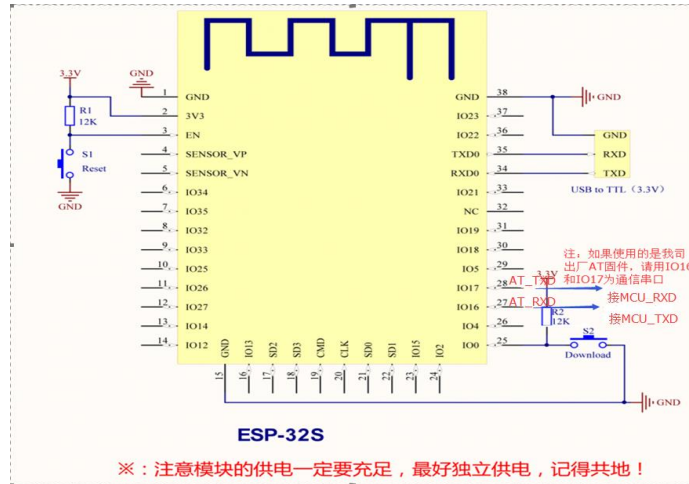 3.3V
GND
R1
12K
S1
Reset
GND
1 GND
2 3V3
3 EN
4 SENSOR_VP
5 SENSOR_VN
6 IO34
7 IO35
8 IO32
9 IO33
10 IO25
11 IO26
12 IO27
13 IO14
14 IO12
15 GND
16 IO13
17 SD2
18 SD3
19 CMD
20 CLK
21 SD0
22 SD1
23 IO15
24 IO2
GND 38
IO23 37
IO22 36
TXD0 35
RXD0 34
IO21 33
NC 32
IO19 31
IO18 30
IO5 29
IO17 28
IO16 27
IO4 26
IO0 25
GND
GND
RXD
TXD
USB to TTL(3.3V)
注:如果使用的是我司
出厂AT固件,请用IO16
和IO17为通信串口
3.3V
AT_TXD
接MCU_RXD
AT_RXD
接MCU_TXD
R2
12K
S2
Download
GND
ESP-32S
※:注意模块的供电一定要充足,最好独立供电,记得共地!